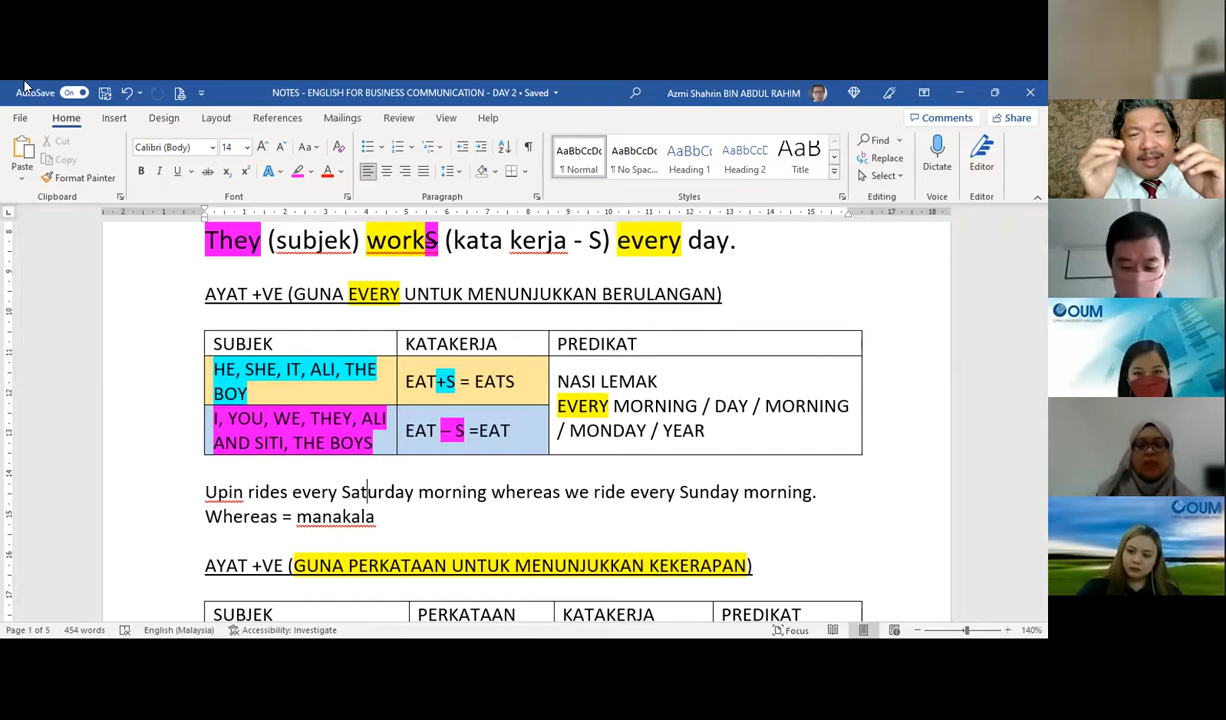 AutoSave On NOTES - ENGLISH FOR BUSINESS COMMUNICATION - DAY 2 • Saved Azmi Shahrin BIN ABDUL RAHIM
File Home Insert Design Layout References Mailings Review View Help Comments Share
Paste Cut Copy Format Painter
Calibri (Body) 14
AaBbCcDc AaBbCcDc AaBbCc AaBbCcD AaB
¶ Normal ¶ No Spac... Heading 1 Heading 2 Title
Find Replace Select Dictate Editor
Clipboard Font Paragraph Styles Editing Voice Editor
They (subjek) workS (kata kerja - S) every day.
AYAT +VE (GUNA EVERY UNTUK MENUNJUKKAN BERULANGAN)
SUBJEK KATAKERJA PREDIKAT
HE, SHE, IT, ALI, THE
BOY
EAT+S = EATS
I, YOU, WE, THEY, ALI
AND SITI, THE BOYS
EAT – S =EAT
NASI LEMAK
EVERY MORNING / DAY / MORNING
/ MONDAY / YEAR
Upin rides every Saturday morning whereas we ride every Sunday morning.
Whereas = manakala
AYAT +VE (GUNA PERKATAAN UNTUK MENUNJUKKAN KEKERAPAN)
SUBJEK PERKATAAN KATAKERJA PREDIKAT
Page 1 of 5 454 words English (Malaysia) Accessibility: Investigate Focus 140%
OUM
OUM